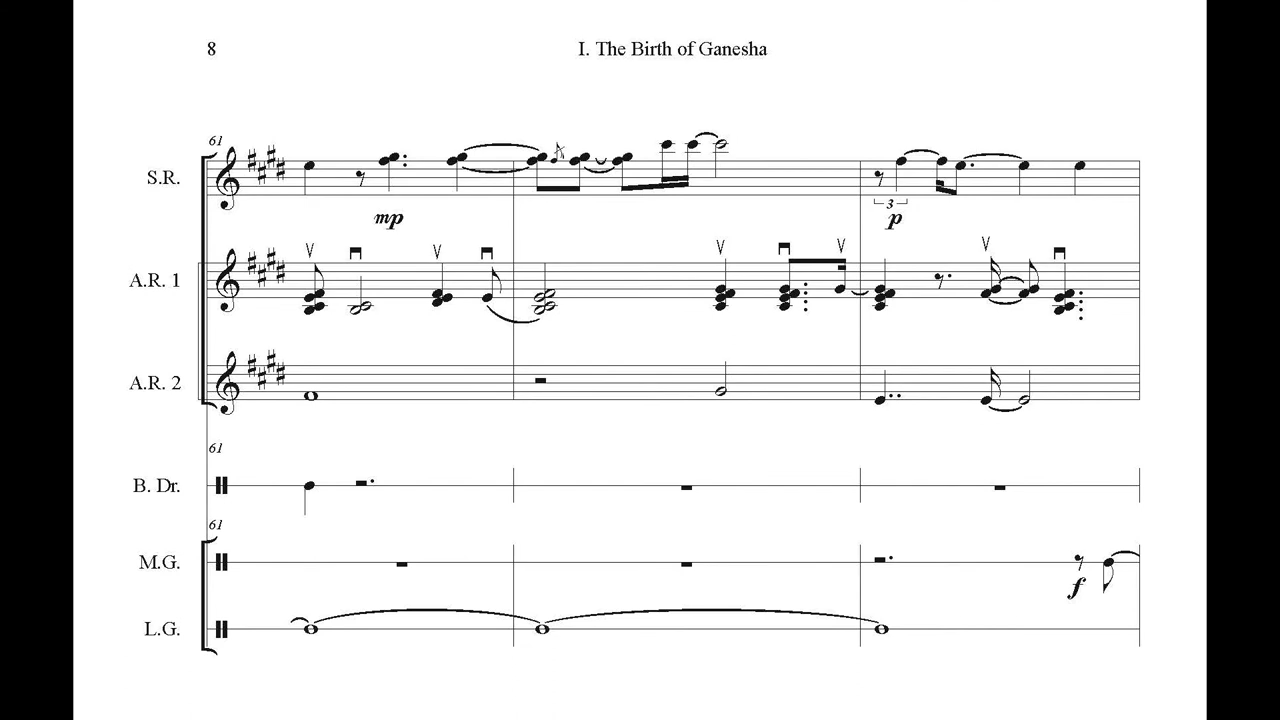 8
I. The Birth of Ganesha
61
S.R.
mp
3
p
A.R. 1
A.R. 2
61
B. Dr.
61
M.G.
f
L.G.